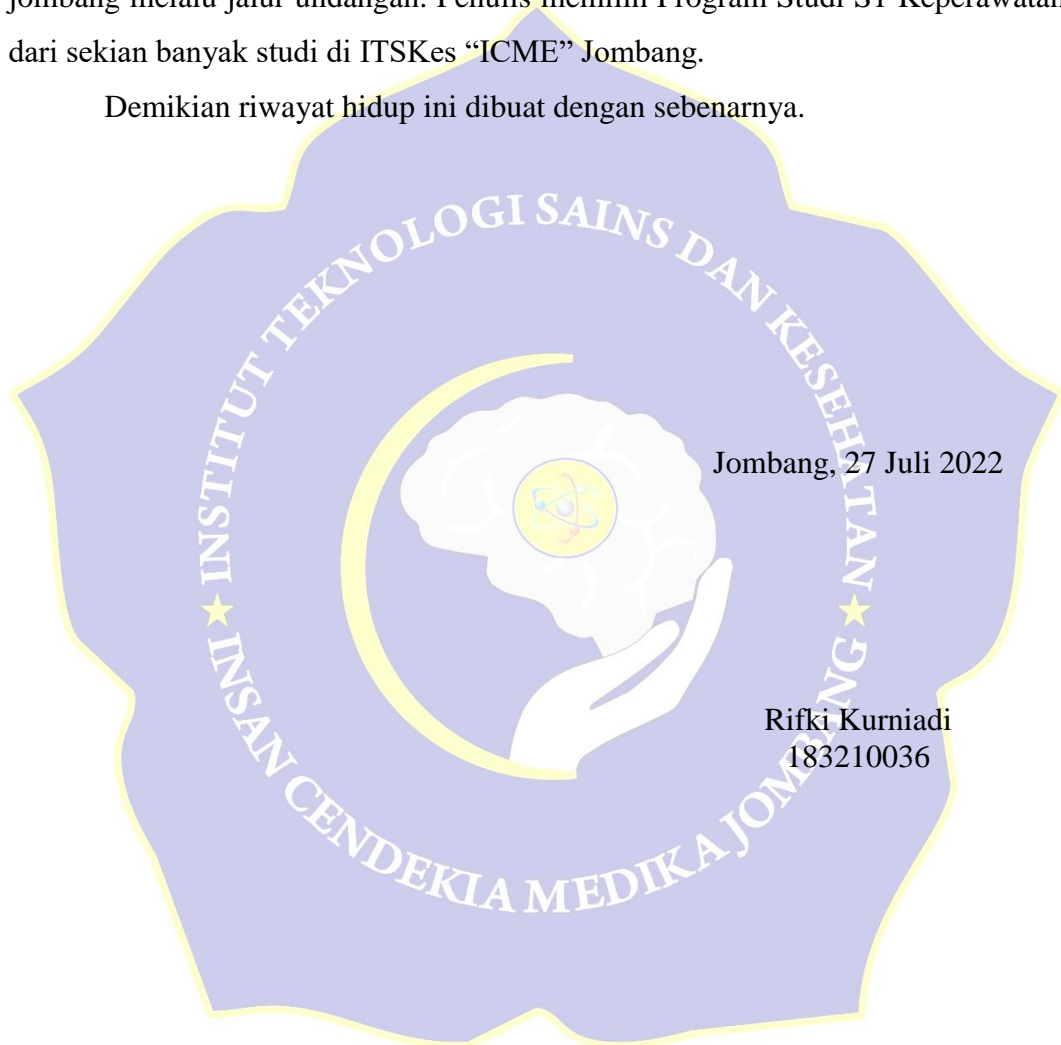 jombang melalu jalur undangan. Penulis memilih Program Studi S1 Keperawatan
dari sekian banyak studi di ITSKes “ICME” Jombang.
Demikian riwayat hidup ini dibuat dengan sebenarnya.
INSTITUT TEKNOLOGI SAINS DAN KESEHATAN
Jombang, 27 Juli 2022
Rifki Kurniadi
183210036
INSAN CENDEKIA MEDIKA JOMBANG